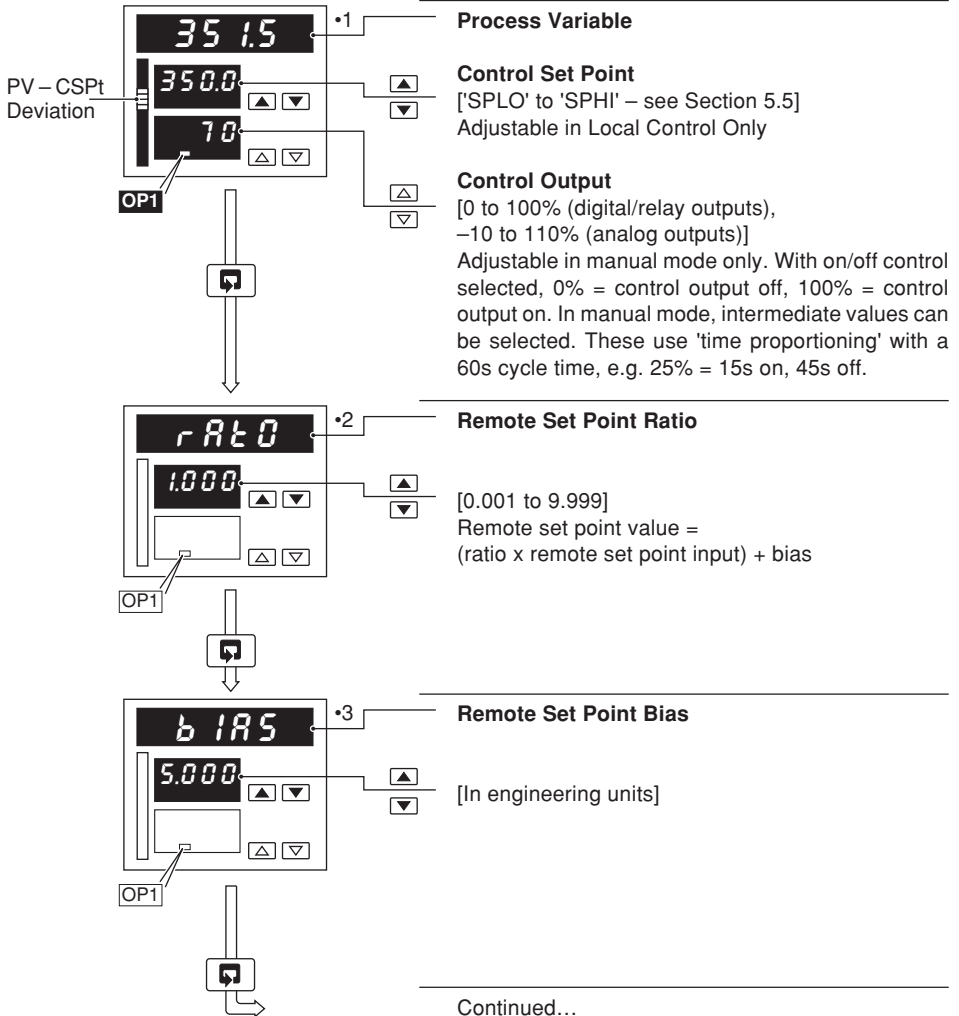 351.5
•1
Process Variable
350.0
PV – CSPt
Deviation
Control Set Point
['SPLO' to 'SPHI' – see Section 5.5]
Adjustable in Local Control Only
70
OP1
Control Output
[0 to 100% (digital/relay outputs),
–10 to 110% (analog outputs)]
Adjustable in manual mode only. With on/off control
selected, 0% = control output off, 100% = control
output on. In manual mode, intermediate values can
be selected. These use 'time proportioning' with a
60s cycle time, e.g. 25% = 15s on, 45s off.
rAtO
•2
Remote Set Point Ratio
1.000
[0.001 to 9.999]
Remote set point value =
(ratio x remote set point input) + bias
OP1
bIAS
•3
Remote Set Point Bias
5.000
[In engineering units]
OP1
Continued…